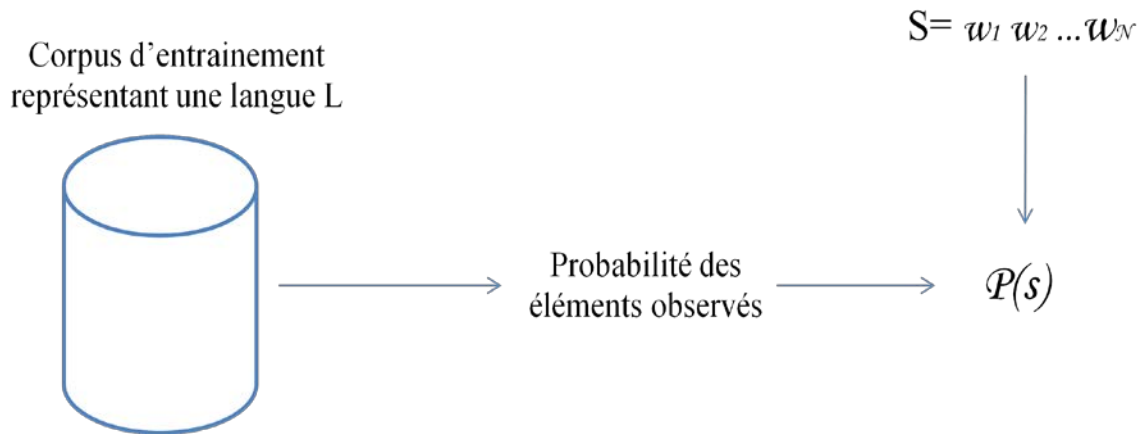 S= w1 w2 ...wN
Corpus d’entrainement
représentant une langue L
Probabilité des
éléments observés
P(s)